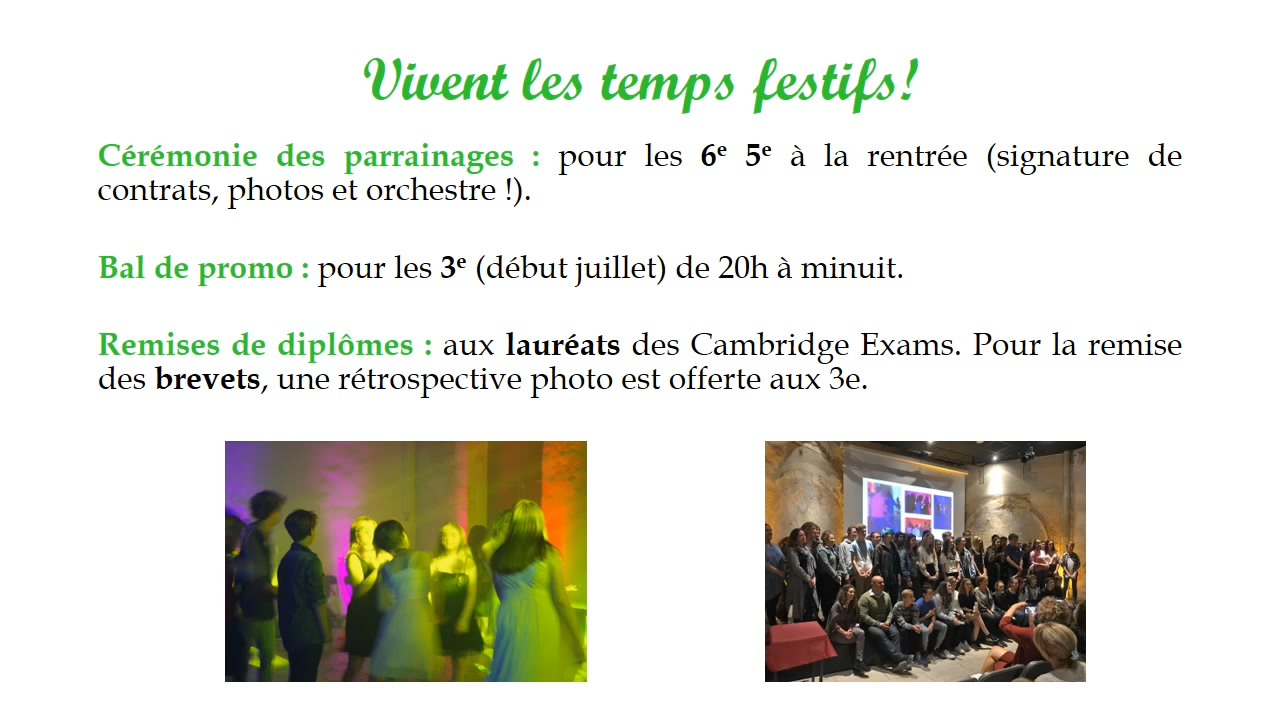 Vivent les temps festifs!
Cérémonie des parrainages : pour les 6e 5e à la rentrée (signature de
contrats, photos et orchestre !).
Bal de promo : pour les 3e (début juillet) de 20h à minuit.
Remises de diplômes : aux lauréats des Cambridge Exams. Pour la remise
des brevets, une rétrospective photo est offerte aux 3e.